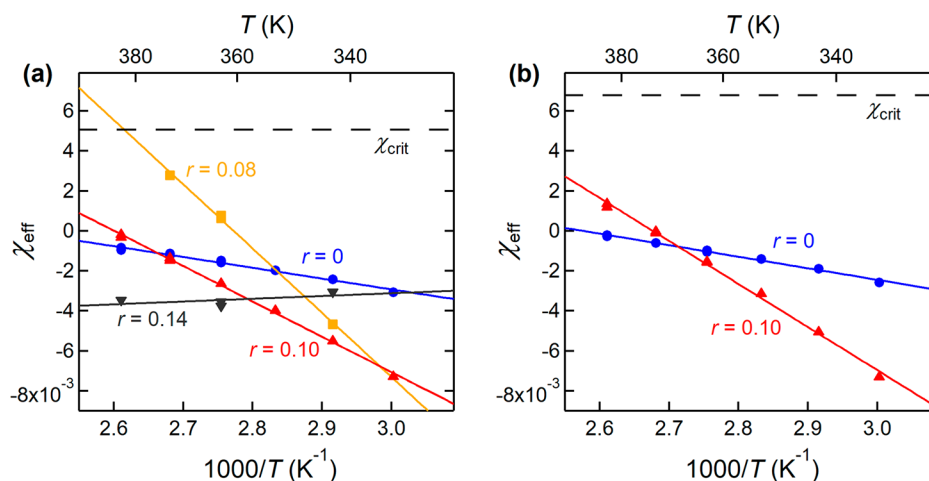 T (K)
(a)
380 360 340
6
4
2
0
-2
-4
-6
-8x10⁻³
χeff
χcrit
r = 0.08
r = 0
r = 0.14
r = 0.10
2.6 2.7 2.8 2.9 3.0
1000/T (K⁻¹)
T (K)
(b)
380 360 340
6
4
2
0
-2
-4
-6
-8x10⁻³
χeff
χcrit
r = 0
r = 0.10
2.6 2.7 2.8 2.9 3.0
1000/T (K⁻¹)